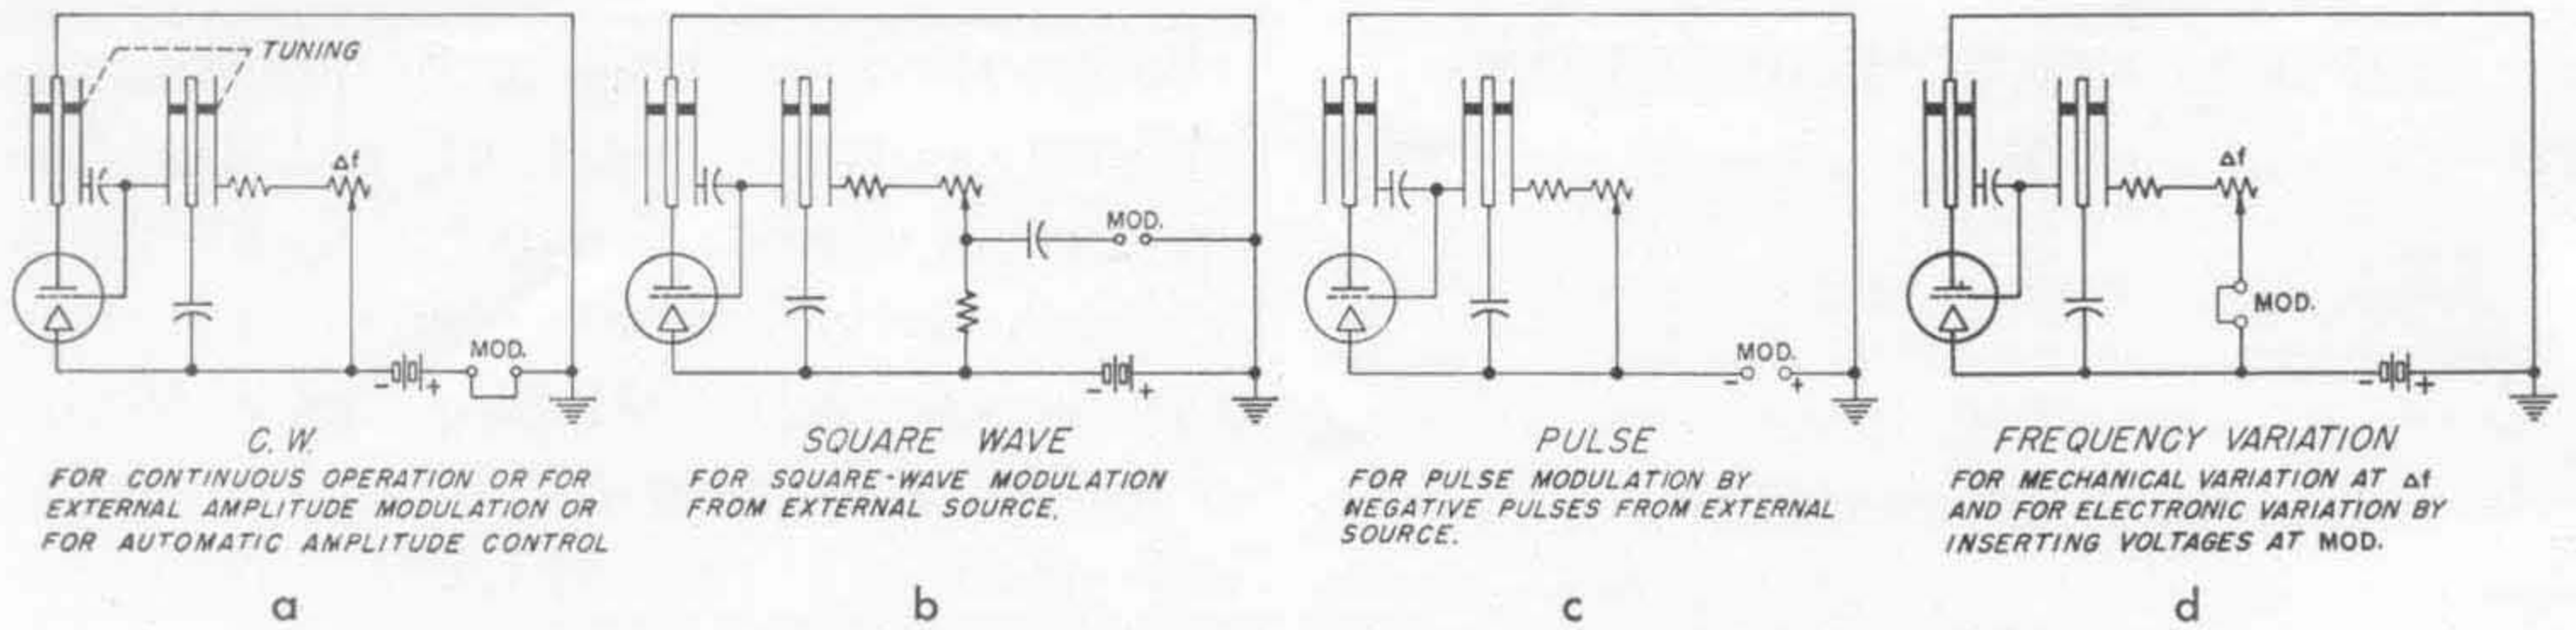 TUNING
Δf
MOD.
- +
C.W.
FOR CONTINUOUS OPERATION OR FOR
EXTERNAL AMPLITUDE MODULATION OR
FOR AUTOMATIC AMPLITUDE CONTROL
a
MOD.
- +
SQUARE WAVE
FOR SQUARE-WAVE MODULATION
FROM EXTERNAL SOURCE.
b
MOD.
- +
PULSE
FOR PULSE MODULATION BY
NEGATIVE PULSES FROM EXTERNAL
SOURCE.
c
Δf
MOD.
- +
FREQUENCY VARIATION
FOR MECHANICAL VARIATION AT Δf
AND FOR ELECTRONIC VARIATION BY
INSERTING VOLTAGES AT MOD.
d